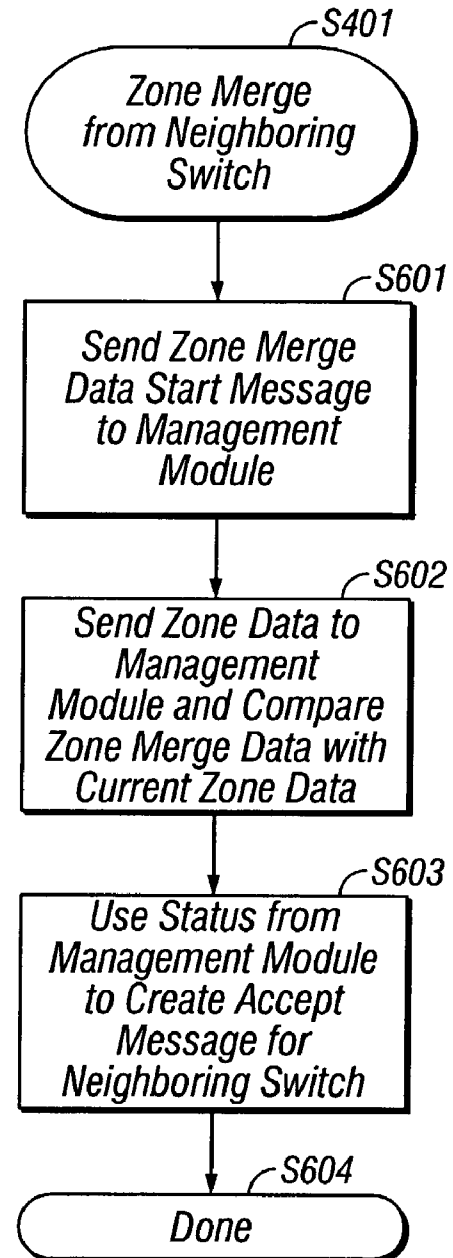 S401
Zone Merge
from Neighboring
Switch
S601
Send Zone Merge
Data Start Message
to Management
Module
S602
Send Zone Data to
Management
Module and Compare
Zone Merge Data with
Current Zone Data
S603
Use Status from
Management Module
to Create Accept
Message for
Neighboring Switch
S604
Done